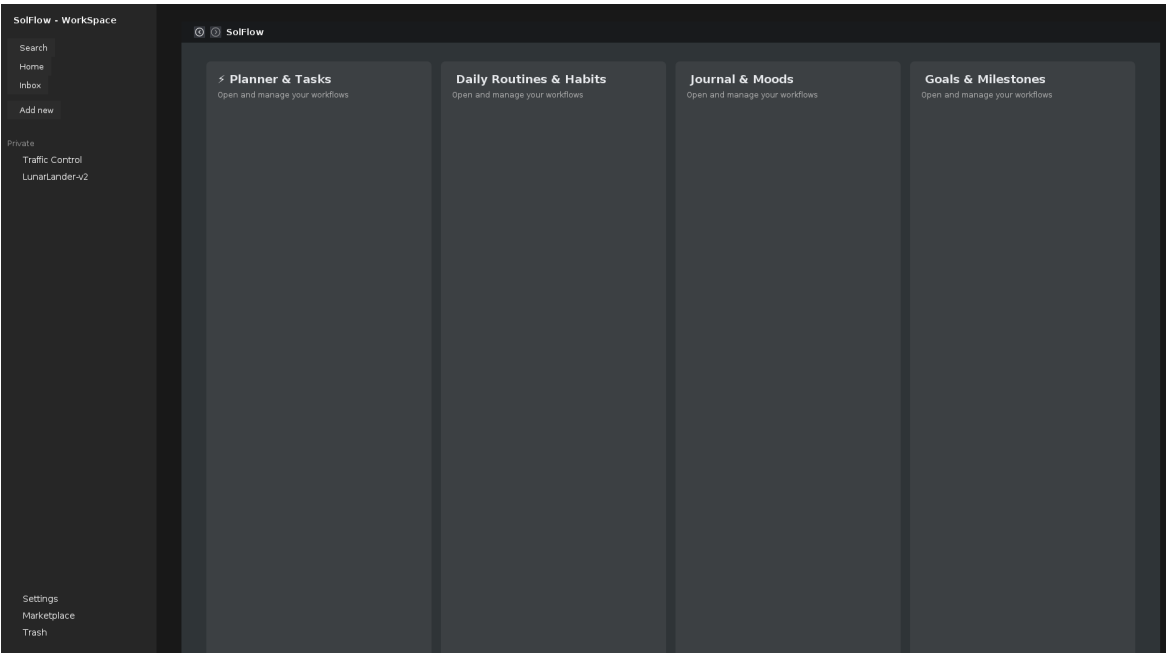 SolFlow - WorkSpace
Search
Home
Inbox
Add new
Private
Traffic Control
LunarLander-v2
Settings
Marketplace
Trash
SolFlow
⚡ Planner & Tasks
Open and manage your workflows
Daily Routines & Habits
Open and manage your workflows
Journal & Moods
Open and manage your workflows
Goals & Milestones
Open and manage your workflows